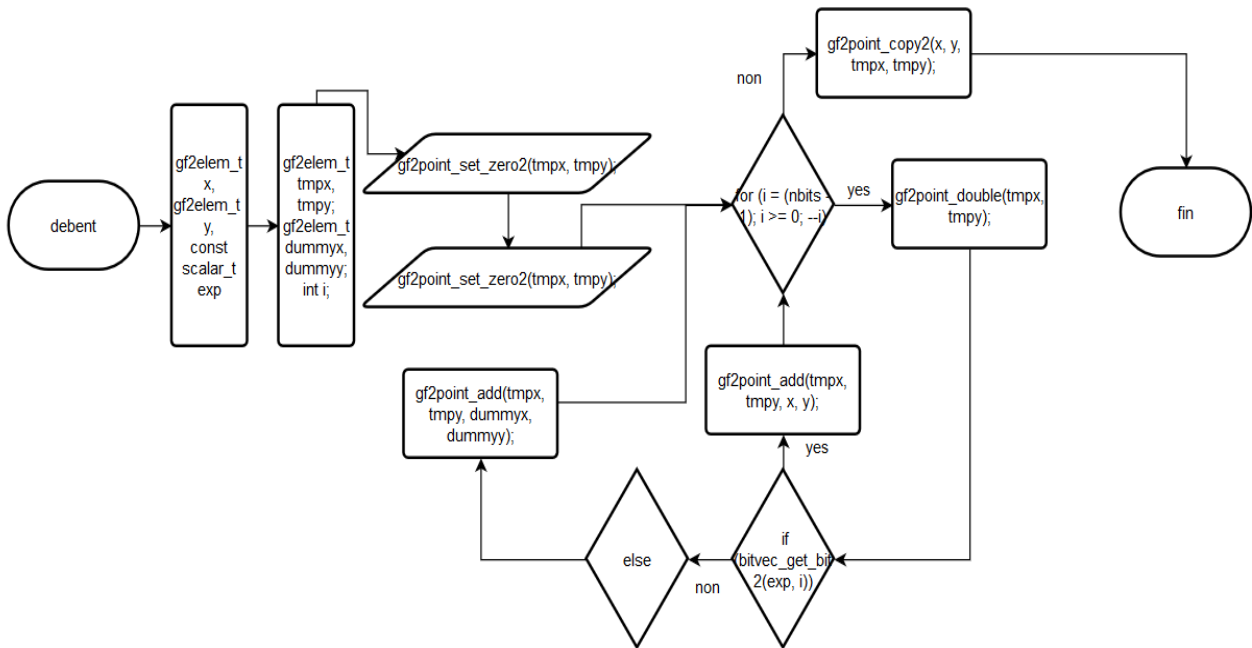 debent
gf2elem_t
x,
gf2elem_t
y,
const
scalar_t
exp
gf2elem_t
tmpx,
tmpy;
gf2elem_t
dummyx,
dummyy;
int i;
gf2point_set_zero2(tmpx, tmpy);
gf2point_set_zero2(tmpx, tmpy);
for (i = (nbits -
1); i >= 0; --i)
non
gf2point_copy2(x, y,
tmpx, tmpy);
fin
yes
gf2point_double(tmpx,
tmpy);
if
(bitvec_get_bit
2(exp, i))
yes
gf2point_add(tmpx,
tmpy, x, y);
non
else
gf2point_add(tmpx,
tmpy, dummyx,
dummyy);